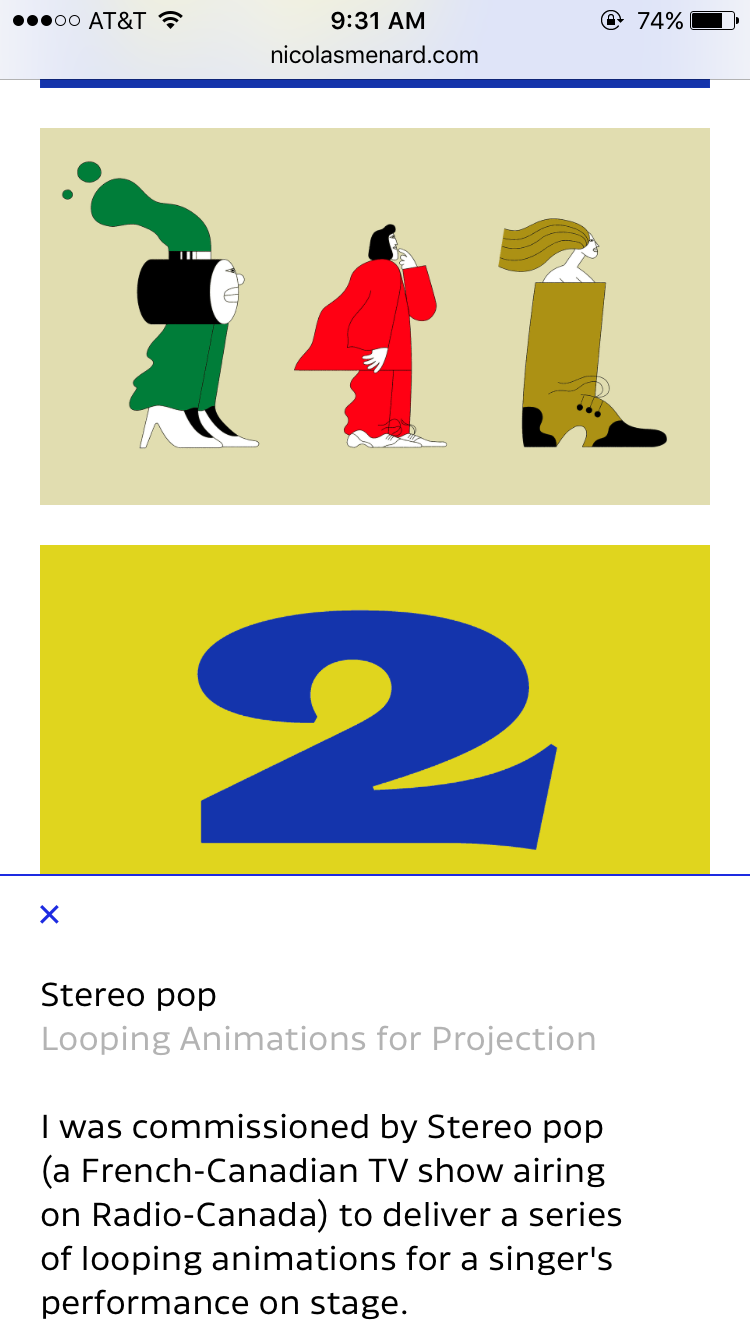 AT&T 9:31 AM 74%
nicolasmenard.com
2
Stereo pop
Looping Animations for Projection
I was commissioned by Stereo pop
(a French-Canadian TV show airing
on Radio-Canada) to deliver a series
of looping animations for a singer's
performance on stage.